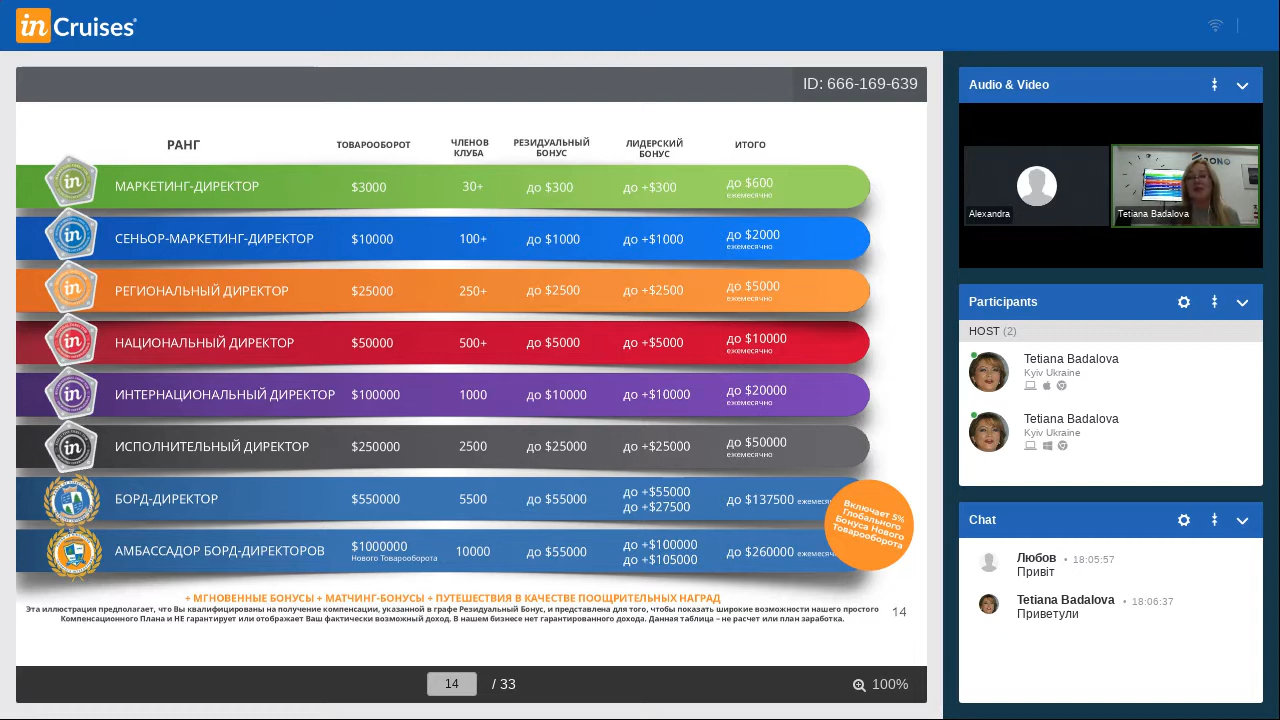 in Cruises
ID: 666-169-639
РАНГ
ТОВАРООБОРОТ
ЧЛЕНОВ
КЛУБА
РЕЗИДУАЛЬНЫЙ
БОНУС
ЛИДЕРСКИЙ
БОНУС
ИТОГО
МАРКЕТИНГ-ДИРЕКТОР $3000 30+ до $300 до +$300 до $600
ежемесячно
СЕНЬОР-МАРКЕТИНГ-ДИРЕКТОР $10000 100+ до $1000 до +$1000 до $2000
ежемесячно
РЕГИОНАЛЬНЫЙ ДИРЕКТОР $25000 250+ до $2500 до +$2500 до $5000
ежемесячно
НАЦИОНАЛЬНЫЙ ДИРЕКТОР $50000 500+ до $5000 до +$5000 до $10000
ежемесячно
ИНТЕРНАЦИОНАЛЬНЫЙ ДИРЕКТОР $100000 1000 до $10000 до +$10000 до $20000
ежемесячно
ИСПОЛНИТЕЛЬНЫЙ ДИРЕКТОР $250000 2500 до $25000 до +$25000 до $50000
ежемесячно
БОРД-ДИРЕКТОР $550000 5500 до $55000 до +$55000
до +$27500
до $137500
АМБАССАДОР БОРД-ДИРЕКТОРОВ $1000000
Нового Товарооборота
10000 до $55000 до +$100000
до +$105000
до $260000
Включает 5%
Глобального
Бонуса Нового
Товарооборота
+ МГНОВЕННЫЕ БОНУСЫ + МАТЧИНГ-БОНУСЫ + ПУТЕШЕСТВИЯ В КАЧЕСТВЕ ПООЩРИТЕЛЬНЫХ НАГРАД
Эта иллюстрация предполагает, что Вы квалифицированы на получение компенсации, указанной в графе Резидуальный Бонус, и представлена для того, чтобы показать широкие возможности нашего простого
Компенсационного Плана и НЕ гарантирует или отображает Ваш фактически возможный доход. В нашем бизнесе нет гарантированного дохода. Данная таблица – не расчет или план заработка.
14
14 / 33
100%
Audio & Video
Alexandra
Tetiana Badalova
Participants
HOST (2)
Tetiana Badalova
Kyiv Ukraine
Tetiana Badalova
Kyiv Ukraine
Chat
Любов • 18:05:57
Привіт
Tetiana Badalova • 18:06:37
Приветули